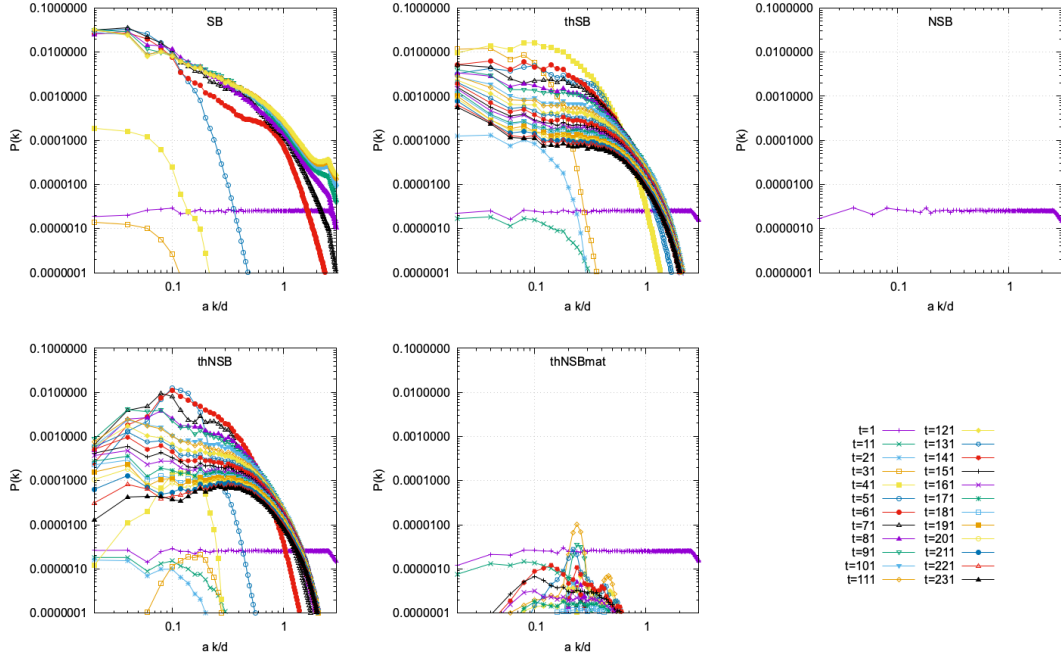 SB
P(k)
0.1000000
0.0100000
0.0010000
0.0001000
0.0000100
0.0000010
0.0000001
0.1
1
a k/d
thSB
P(k)
0.1000000
0.0100000
0.0010000
0.0001000
0.0000100
0.0000010
0.0000001
0.1
1
a k/d
NSB
P(k)
0.1000000
0.0100000
0.0010000
0.0001000
0.0000100
0.0000010
0.0000001
0.1
1
a k/d
thNSB
P(k)
0.1000000
0.0100000
0.0010000
0.0001000
0.0000100
0.0000010
0.0000001
0.1
1
a k/d
thNSBmat
P(k)
0.1000000
0.0100000
0.0010000
0.0001000
0.0000100
0.0000010
0.0000001
0.1
1
a k/d
t=1 t=121
t=11 t=131
t=21 t=141
t=31 t=151
t=41 t=161
t=51 t=171
t=61 t=181
t=71 t=191
t=81 t=201
t=91 t=211
t=101 t=221
t=111 t=231